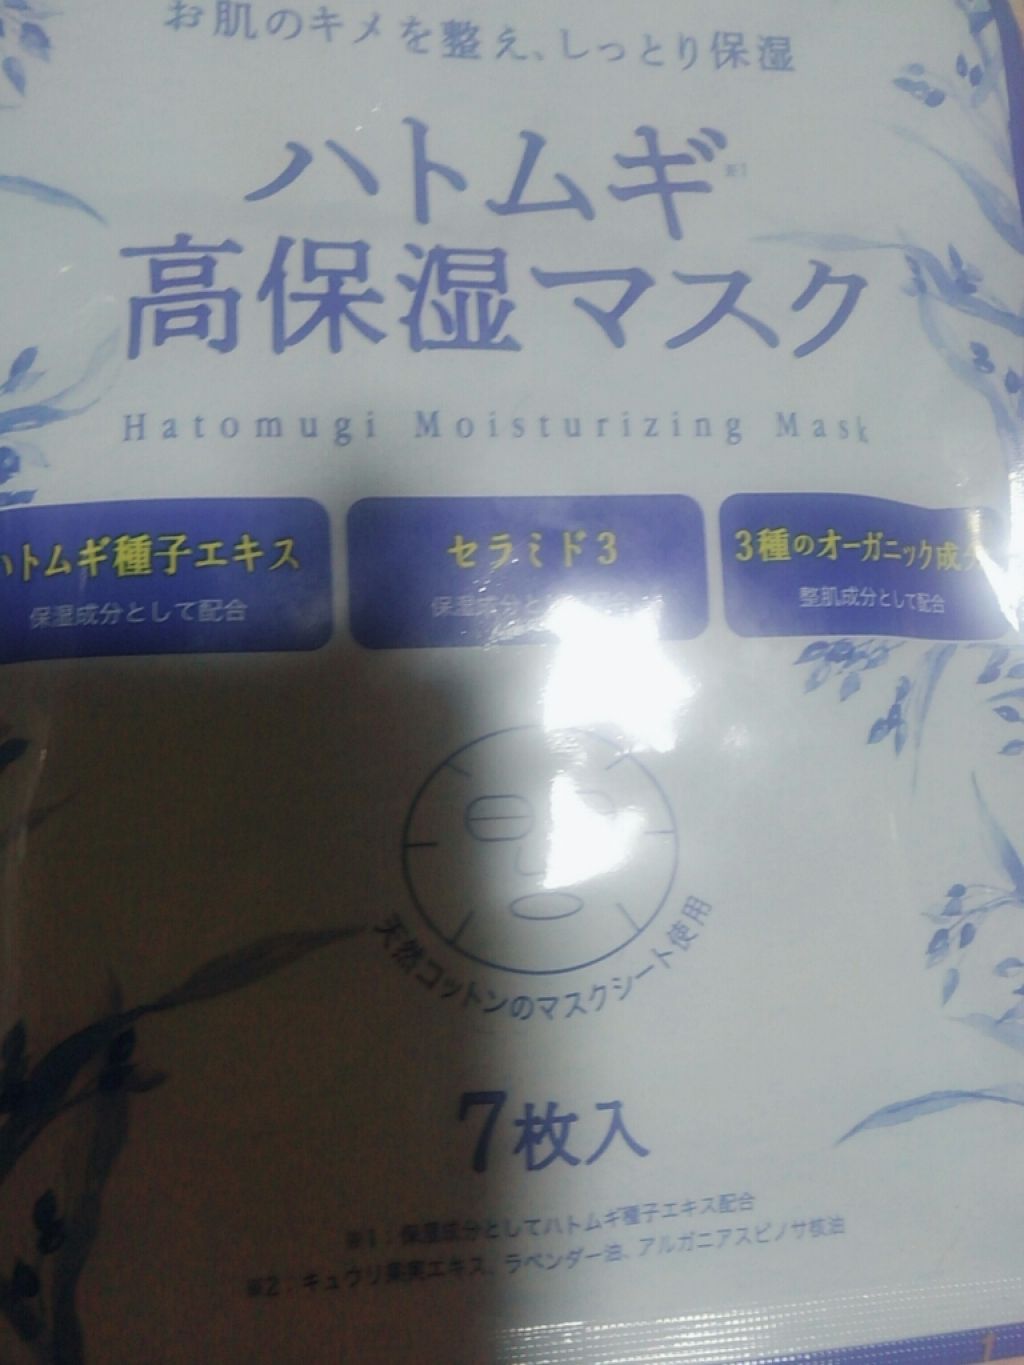 お肌のキメを整え、しっとり保湿
ハトムギ※1
高保湿マスク
Hatomugi Moisturizing Mask
ハトムギ種子エキス
保湿成分として配合
セラミド3
保湿成分と
3種のオーガニック成分
整肌成分として配合
天然コットンのマスクシート使用
7枚入
※1：保湿成分としてハトムギ種子エキス配合
※2：キュウリ果実エキス、ラベンダー油、アルガニアスピノサ核油